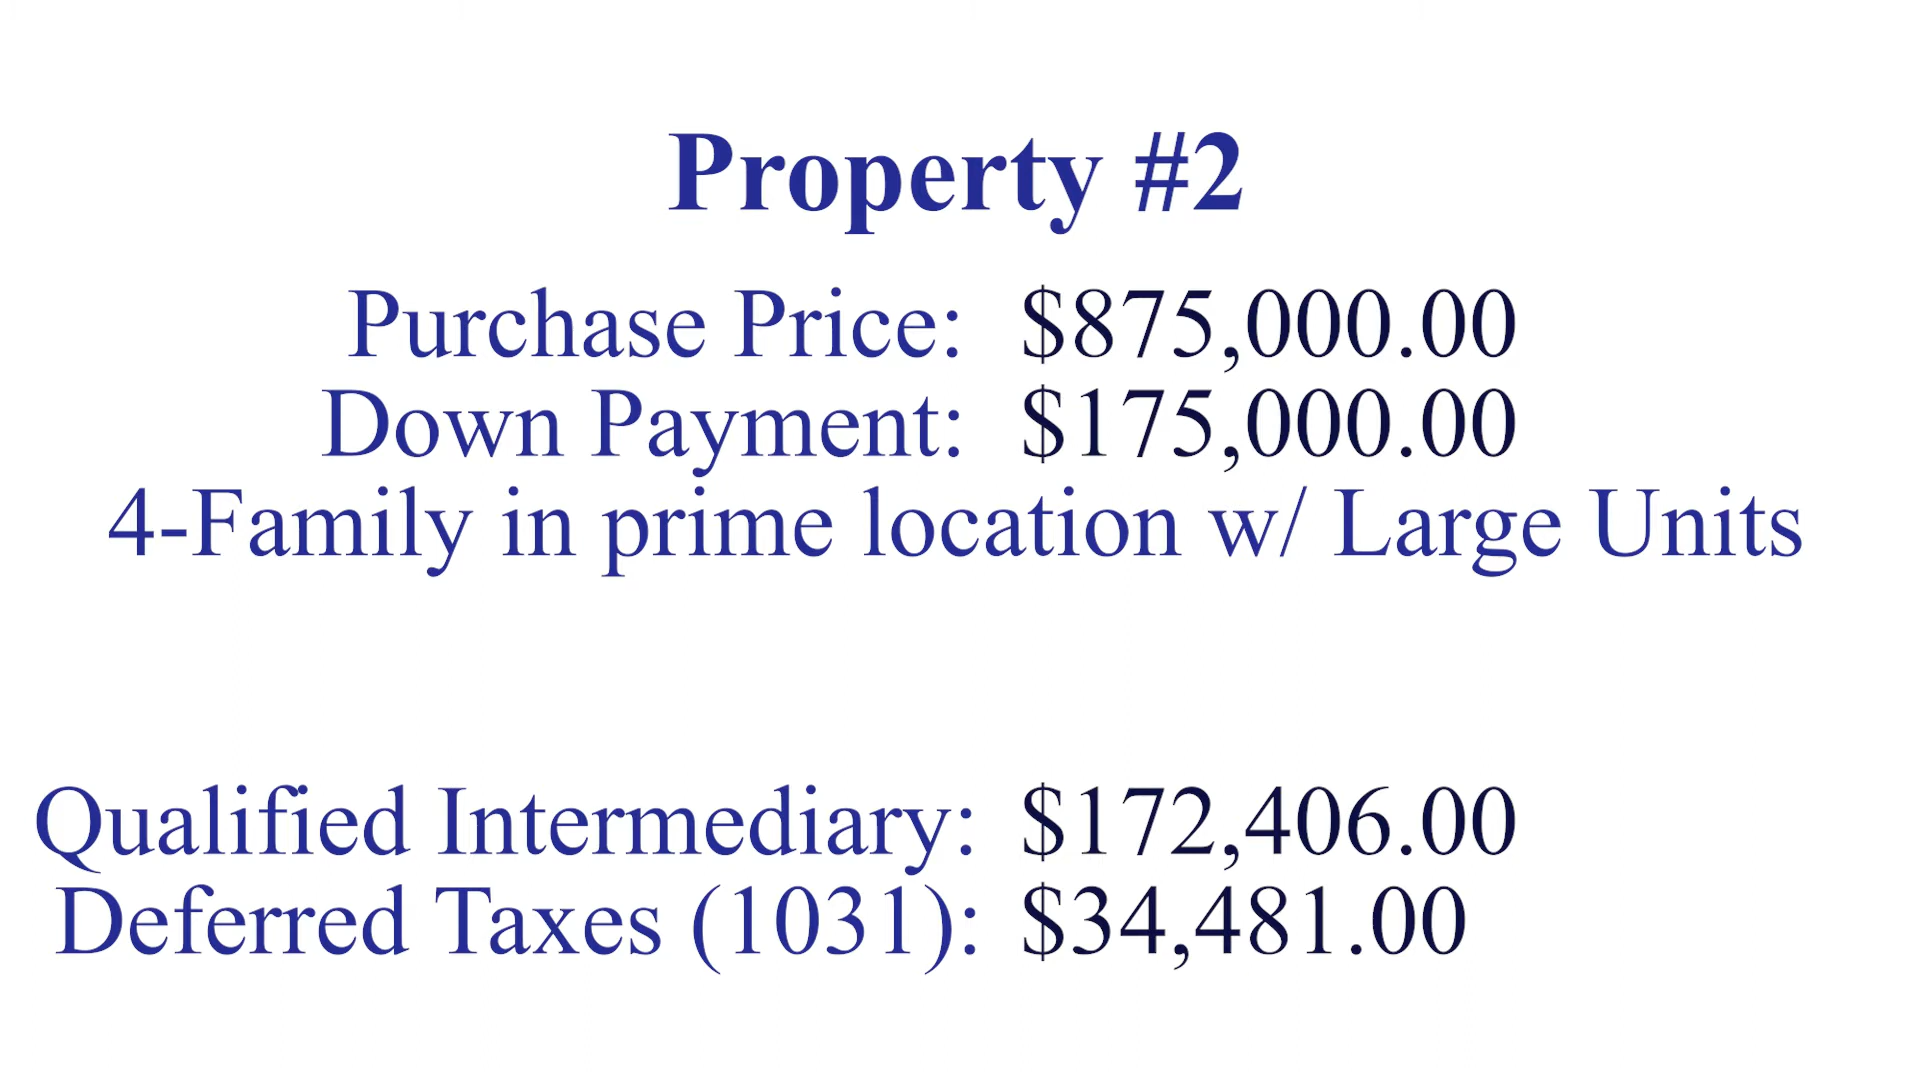 Property #2
Purchase Price: $875,000.00
Down Payment: $175,000.00
4-Family in prime location w/ Large Units
Qualified Intermediary: $172,406.00
Deferred Taxes (1031): $34,481.00